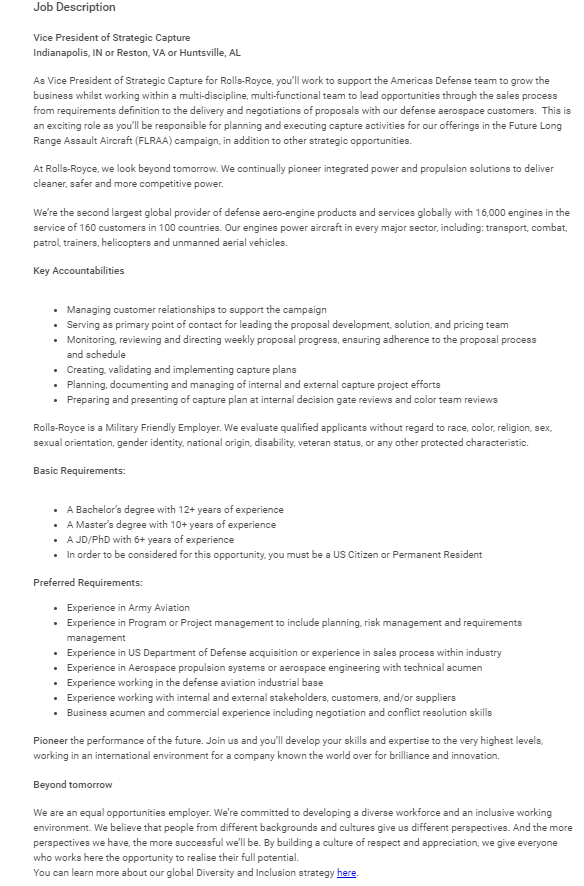 Job Description
Vice President of Strategic Capture
Indianapolis, IN or Reston, VA or Huntsville, AL
As Vice President of Strategic Capture for Rolls-Royce, you'll work to support the Americas Defense team to grow the
business whilst working within a multi-discipline, multi-functional team to lead opportunities through the sales process
from requirements definition to the delivery and negotiations of proposals with our defense aerospace customers.  This is
an exciting role as you'll be responsible for planning and executing capture activities for our offerings in the Future Long
Range Assault Aircraft (FLRAA) campaign, in addition to other strategic opportunities.
At Rolls-Royce, we look beyond tomorrow. We continually pioneer integrated power and propulsion solutions to deliver
cleaner, safer and more competitive power.
We're the second largest global provider of defense aero-engine products and services globally with 16,000 engines in the
service of 160 customers in 100 countries. Our engines power aircraft in every major sector, including: transport, combat,
patrol, trainers, helicopters and unmanned aerial vehicles.
Key Accountabilities
• Managing customer relationships to support the campaign
• Serving as primary point of contact for leading the proposal development, solution, and pricing team
• Monitoring, reviewing and directing weekly proposal progress, ensuring adherence to the proposal process
and schedule
• Creating, validating and implementing capture plans
• Planning, documenting and managing of internal and external capture project efforts
• Preparing and presenting of capture plan at internal decision gate reviews and color team reviews
Rolls-Royce is a Military Friendly Employer. We evaluate qualified applicants without regard to race, color, religion, sex,
sexual orientation, gender identity, national origin, disability, veteran status, or any other protected characteristic.
Basic Requirements:
• A Bachelor's degree with 12+ years of experience
• A Master's degree with 10+ years of experience
• A JD/PhD with 6+ years of experience
• In order to be considered for this opportunity, you must be a US Citizen or Permanent Resident
Preferred Requirements:
• Experience in Army Aviation
• Experience in Program or Project management to include planning, risk management and requirements
management
• Experience in US Department of Defense acquisition or experience in sales process within industry
• Experience in Aerospace propulsion systems or aerospace engineering with technical acumen
• Experience working in the defense aviation industrial base
• Experience working with internal and external stakeholders, customers, and/or suppliers
• Business acumen and commercial experience including negotiation and conflict resolution skills
Pioneer the performance of the future. Join us and you'll develop your skills and expertise to the very highest levels,
working in an international environment for a company known the world over for brilliance and innovation.
Beyond tomorrow
We are an equal opportunities employer. We're committed to developing a diverse workforce and an inclusive working
environment. We believe that people from different backgrounds and cultures give us different perspectives. And the more
perspectives we have, the more successful we'll be. By building a culture of respect and appreciation, we give everyone
who works here the opportunity to realise their full potential.
You can learn more about our global Diversity and Inclusion strategy here.